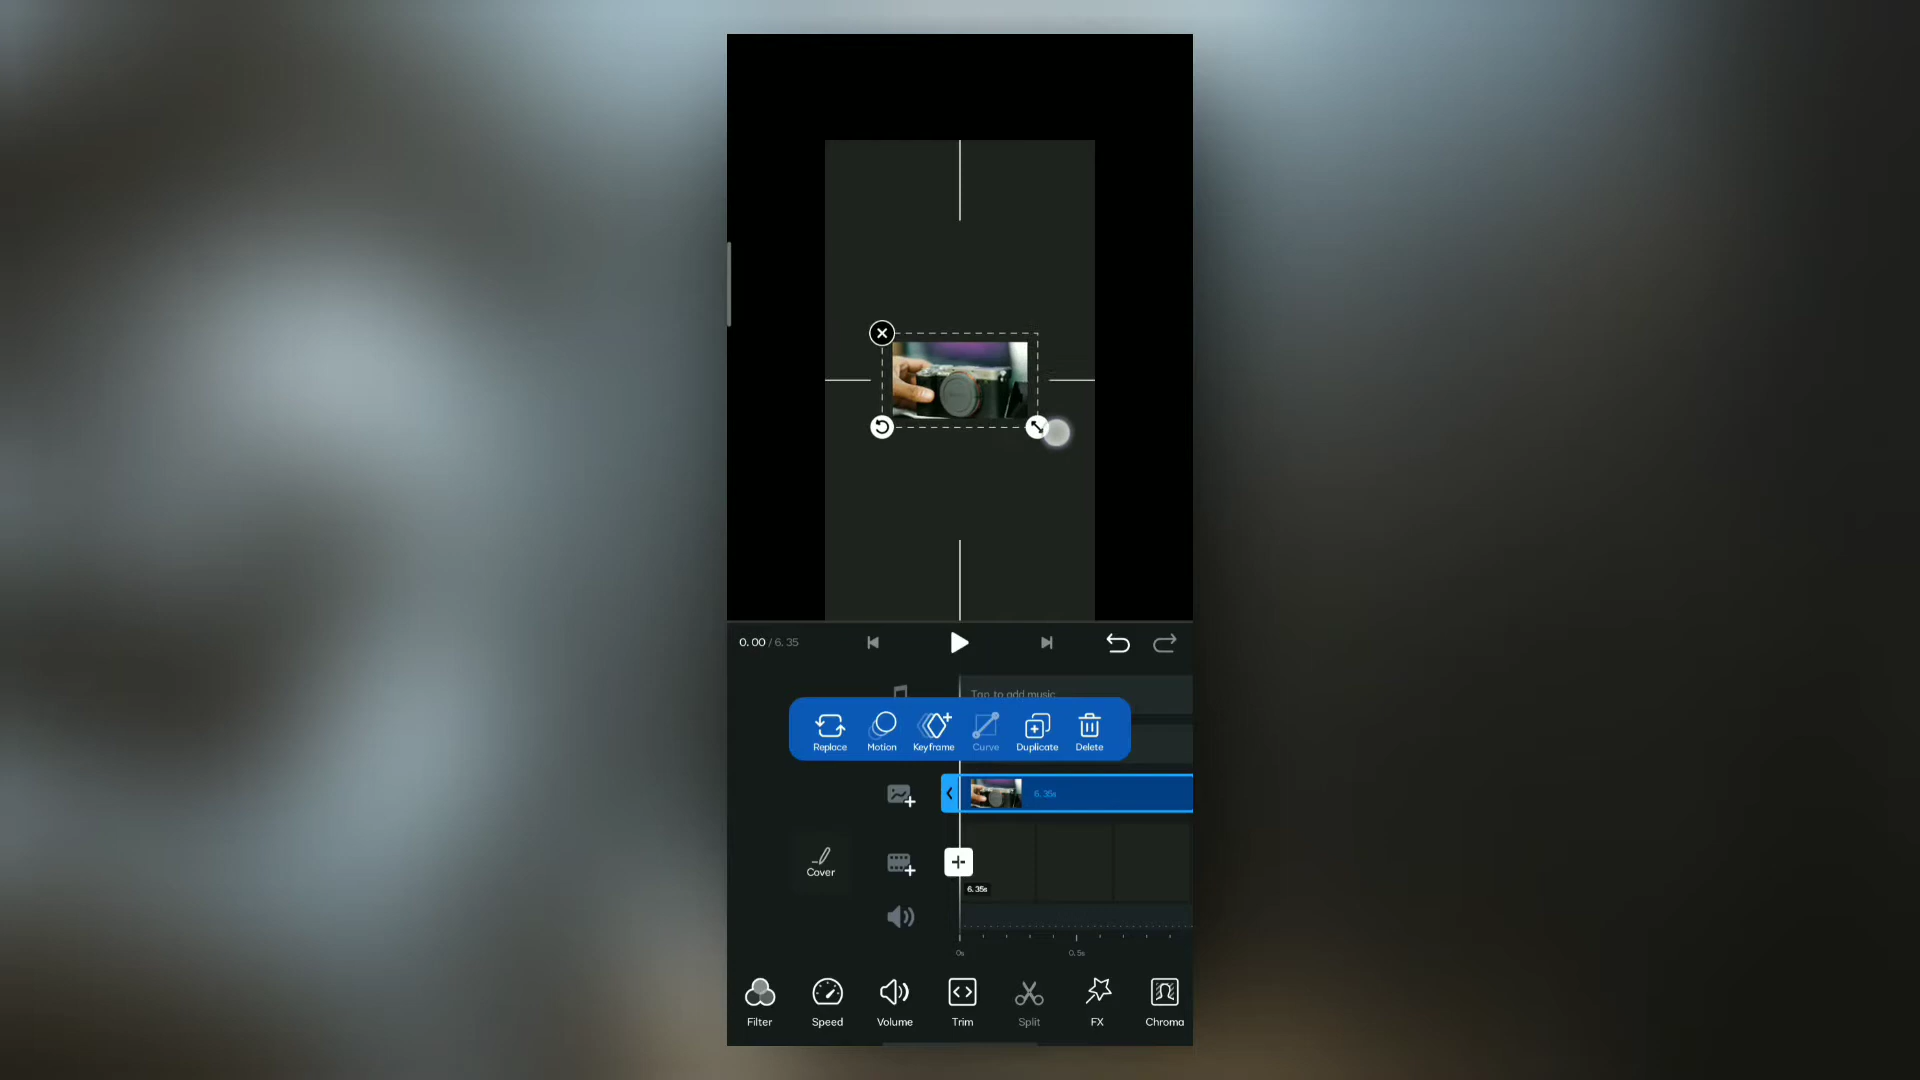 0.00 / 6.35
Tap to add music
Replace Motion Keyframe Curve Duplicate Delete
6.35s
Cover
6.35s
0s 0.5s
Filter Speed Volume Trim Split FX Chroma